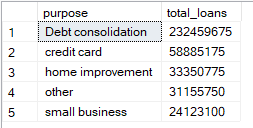 purpose total_loans
1 Debt consolidation 232459675
2 credit card 58885175
3 home improvement 33350775
4 other 31155750
5 small business 24123100